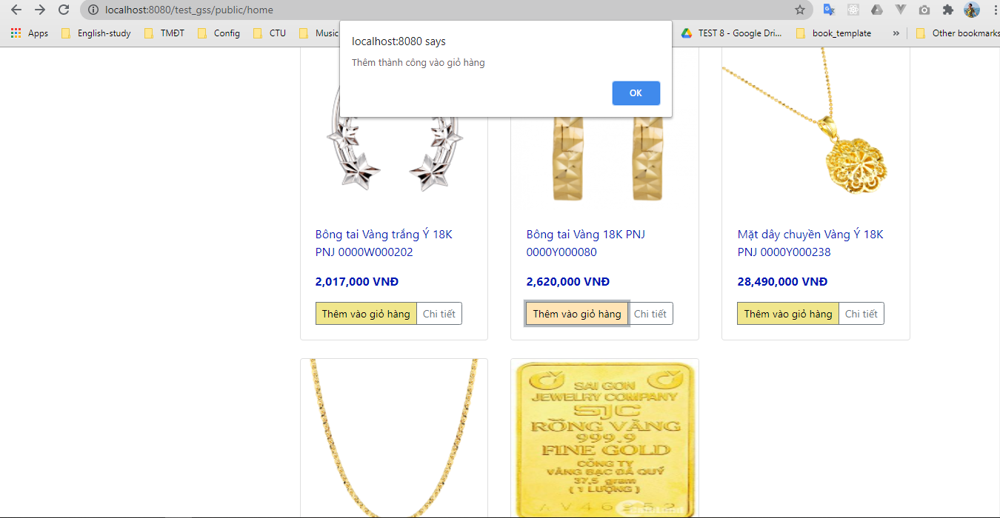 localhost:8080/test_gss/public/home
Apps English-study TMĐT Config CTU Music TEST 8 - Google Dri... book_template » Other bookmarks
localhost:8080 says
Thêm thành công vào giỏ hàng
OK
Bông tai Vàng trắng Ý 18K
PNJ 0000W000202
2,017,000 VNĐ
Thêm vào giỏ hàng Chi tiết
Bông tai Vàng 18K PNJ
0000Y000080
2,620,000 VNĐ
Thêm vào giỏ hàng Chi tiết
Mặt dây chuyền Vàng Ý 18K
PNJ 0000Y000238
28,490,000 VNĐ
Thêm vào giỏ hàng Chi tiết
SAI GON
JEWELRY COMPANY
SJC
RỒNG VÀNG
999.9
FINE GOLD
CÔNG TY
VÀNG BẠC ĐÁ QUÝ
37,5 gram
( 1 LƯỢNG )